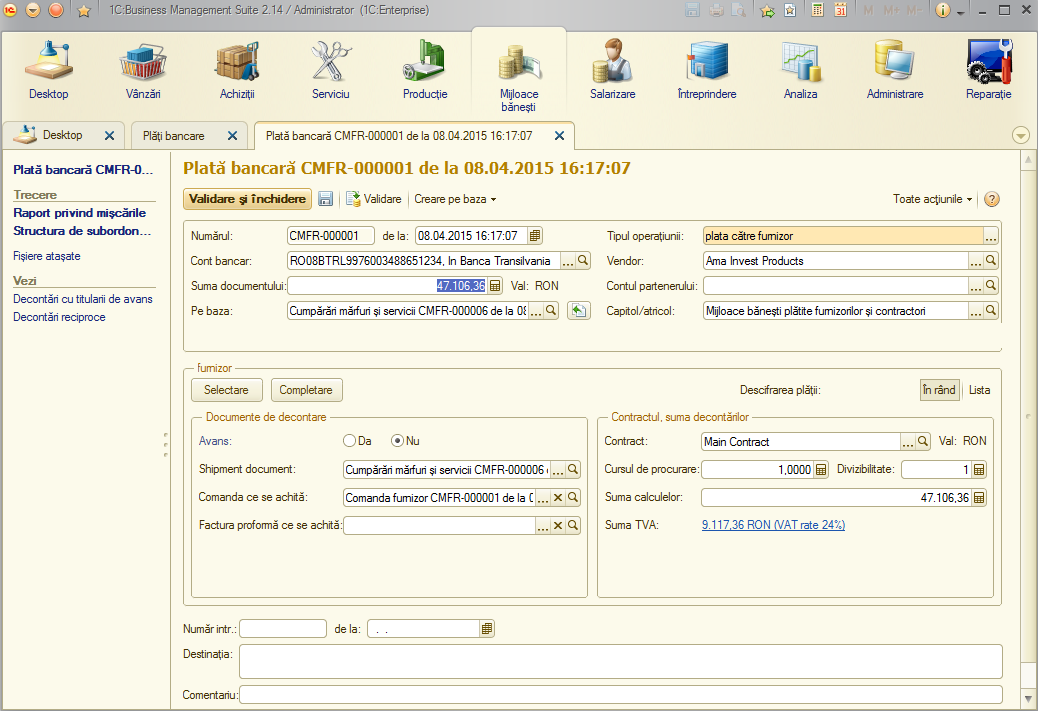 1C:Business Management Suite 2.14 / Administrator (1C:Enterprise)
M M+ M-
Desktop
Vânzări
Achiziții
Serviciu
Producție
Mijloace
bănești
Salarizare
Întreprindere
Analiza
Administrare
Reparație
Desktop
Plăți bancare
Plată bancară CMFR-000001 de la 08.04.2015 16:17:07
Plată bancară CMFR-0...
Trecere
Raport privind mișcările
Structura de subordon...
Fișiere atașate
Vezi
Decontări cu titularii de avans
Decontări reciproce
Plată bancară CMFR-000001 de la 08.04.2015 16:17:07
Validare și închidere
Validare
Creare pe baza
Toate acțiunile
Numărul: CMFR-000001 de la: 08.04.2015 16:17:07
Tipul operațiunii: plata către furnizor
Cont bancar: RO08BTRL9976003488651234, In Banca Transilvania
Vendor: Ama Invest Products
Suma documentului: 47.106,36 Val: RON
Contul partenerului:
Pe baza: Cumpărări mărfuri și servicii CMFR-000006 de la 08
Capitol/atricol: Mijloace bănești plătite furnizorilor și contractori
furnizor
Selectare
Completare
Descifrarea plății: În rând Lista
Documente de decontare
Avans: Da Nu
Shipment document: Cumpărări mărfuri și servicii CMFR-000006
Comanda ce se achită: Comanda furnizor CMFR-000001 de la 0
Factura proformă ce se achită:
Contractul, suma decontărilor
Contract: Main Contract Val: RON
Cursul de procurare: 1,0000 Divizibilitate: 1
Suma calculelor: 47.106,36
Suma TVA: 9.117,36 RON (VAT rate 24%)
Număr intr.: de la: . .
Destinația:
Comentariu: